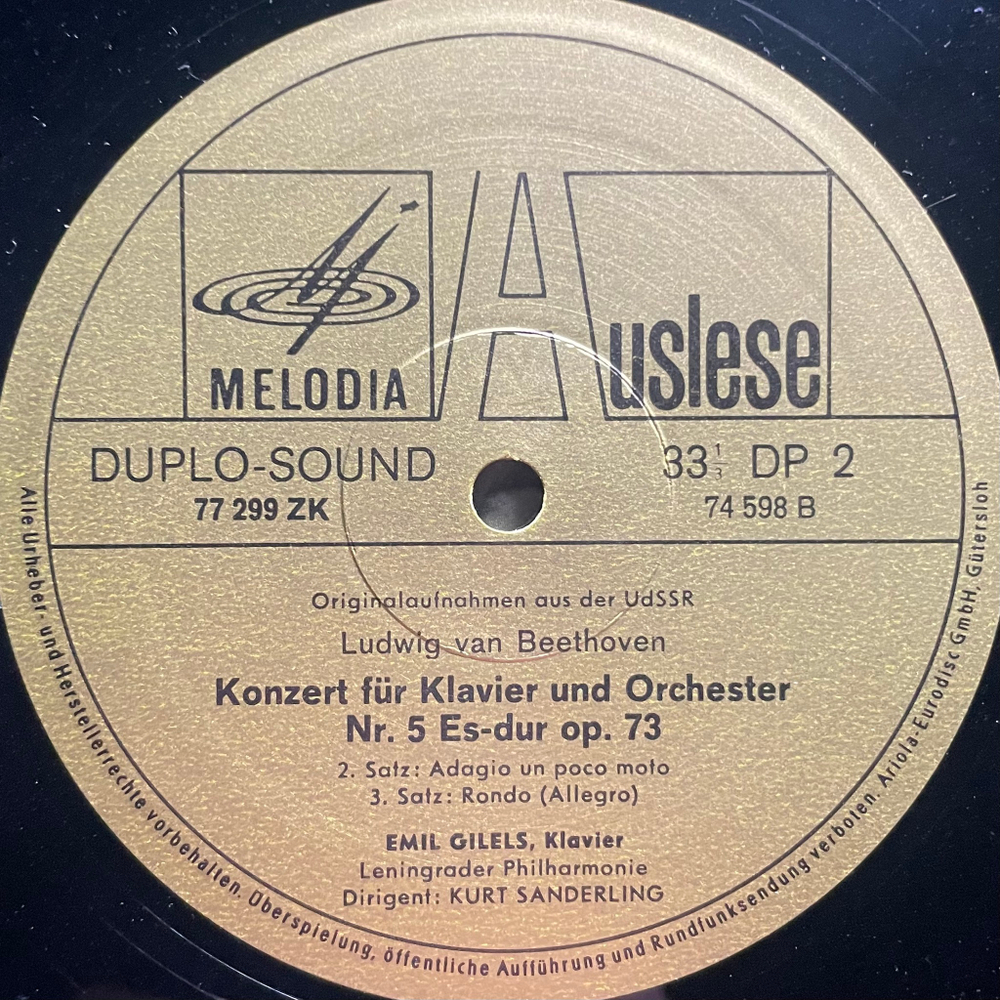 MELODIA
Auslese
DUPLO-SOUND
77 299 ZK
33⅓ DP 2
74 598 B
Originalaufnahmen aus der UdSSR
Ludwig van Beethoven
Konzert für Klavier und Orchester
Nr. 5 Es-dur op. 73
2. Satz: Adagio un poco moto
3. Satz: Rondo (Allegro)
EMIL GILELS, Klavier
Leningrader Philharmonie
Dirigent: KURT SANDERLING
Alle Urheber- und Herstellerrechte vorbehalten. Überspielung, öffentliche Aufführung und Rundfunksendung verboten. Ariola-Eurodisc GmbH, Gütersloh